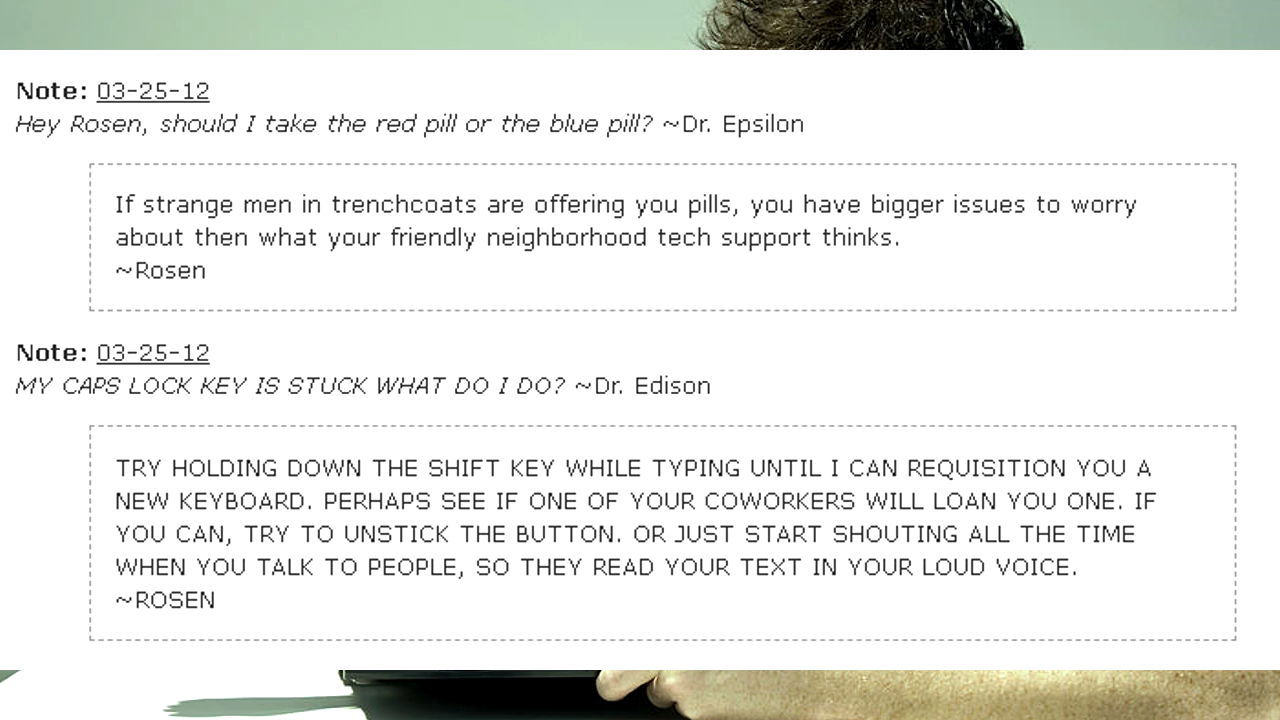 Note: 03-25-12
Hey Rosen, should I take the red pill or the blue pill? ~Dr. Epsilon
If strange men in trenchcoats are offering you pills, you have bigger issues to worry
about then what your friendly neighborhood tech support thinks.
~Rosen
Note: 03-25-12
MY CAPS LOCK KEY IS STUCK WHAT DO I DO? ~Dr. Edison
TRY HOLDING DOWN THE SHIFT KEY WHILE TYPING UNTIL I CAN REQUISITION YOU A
NEW KEYBOARD. PERHAPS SEE IF ONE OF YOUR COWORKERS WILL LOAN YOU ONE. IF
YOU CAN, TRY TO UNSTICK THE BUTTON. OR JUST START SHOUTING ALL THE TIME
WHEN YOU TALK TO PEOPLE, SO THEY READ YOUR TEXT IN YOUR LOUD VOICE.
~ROSEN